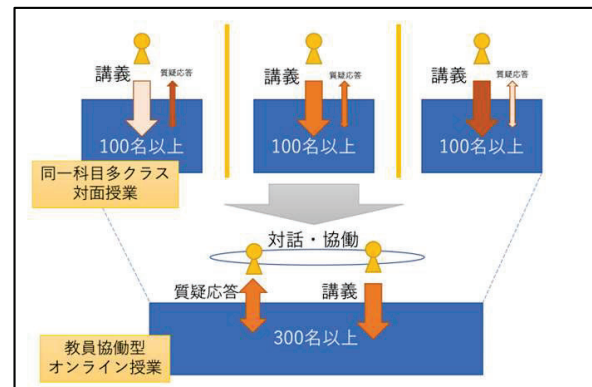 講義
質疑応答
講義
質疑応答
講義
質疑応答
100名以上
100名以上
100名以上
同一科目多クラス
対面授業
対話・協働
質疑応答
講義
300名以上
教員協働型
オンライン授業